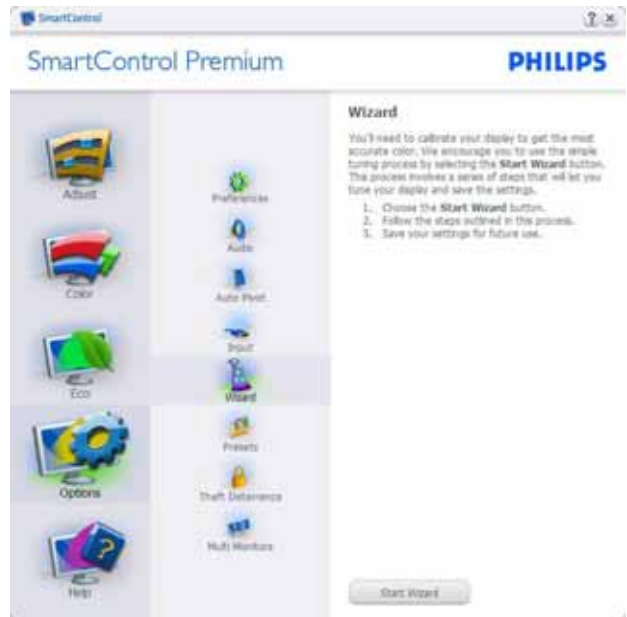 SmartControl
SmartControl Premium
PHILIPS
Adjust
Color
Eco
Options
Help
Preferences
Audio
Auto Pivot
Input
Wizard
Presets
Theft Deterrence
Multi Monitors
Wizard
You'll need to calibrate your display to get the most
accurate color. We encourage you to use the simple
tuning process by selecting the Start Wizard button.
This process involves a series of steps that will let you
tune your display and save the settings.
1. Choose the Start Wizard button.
2. Follow the steps outlined in this process.
3. Save your settings for future use.
Start Wizard